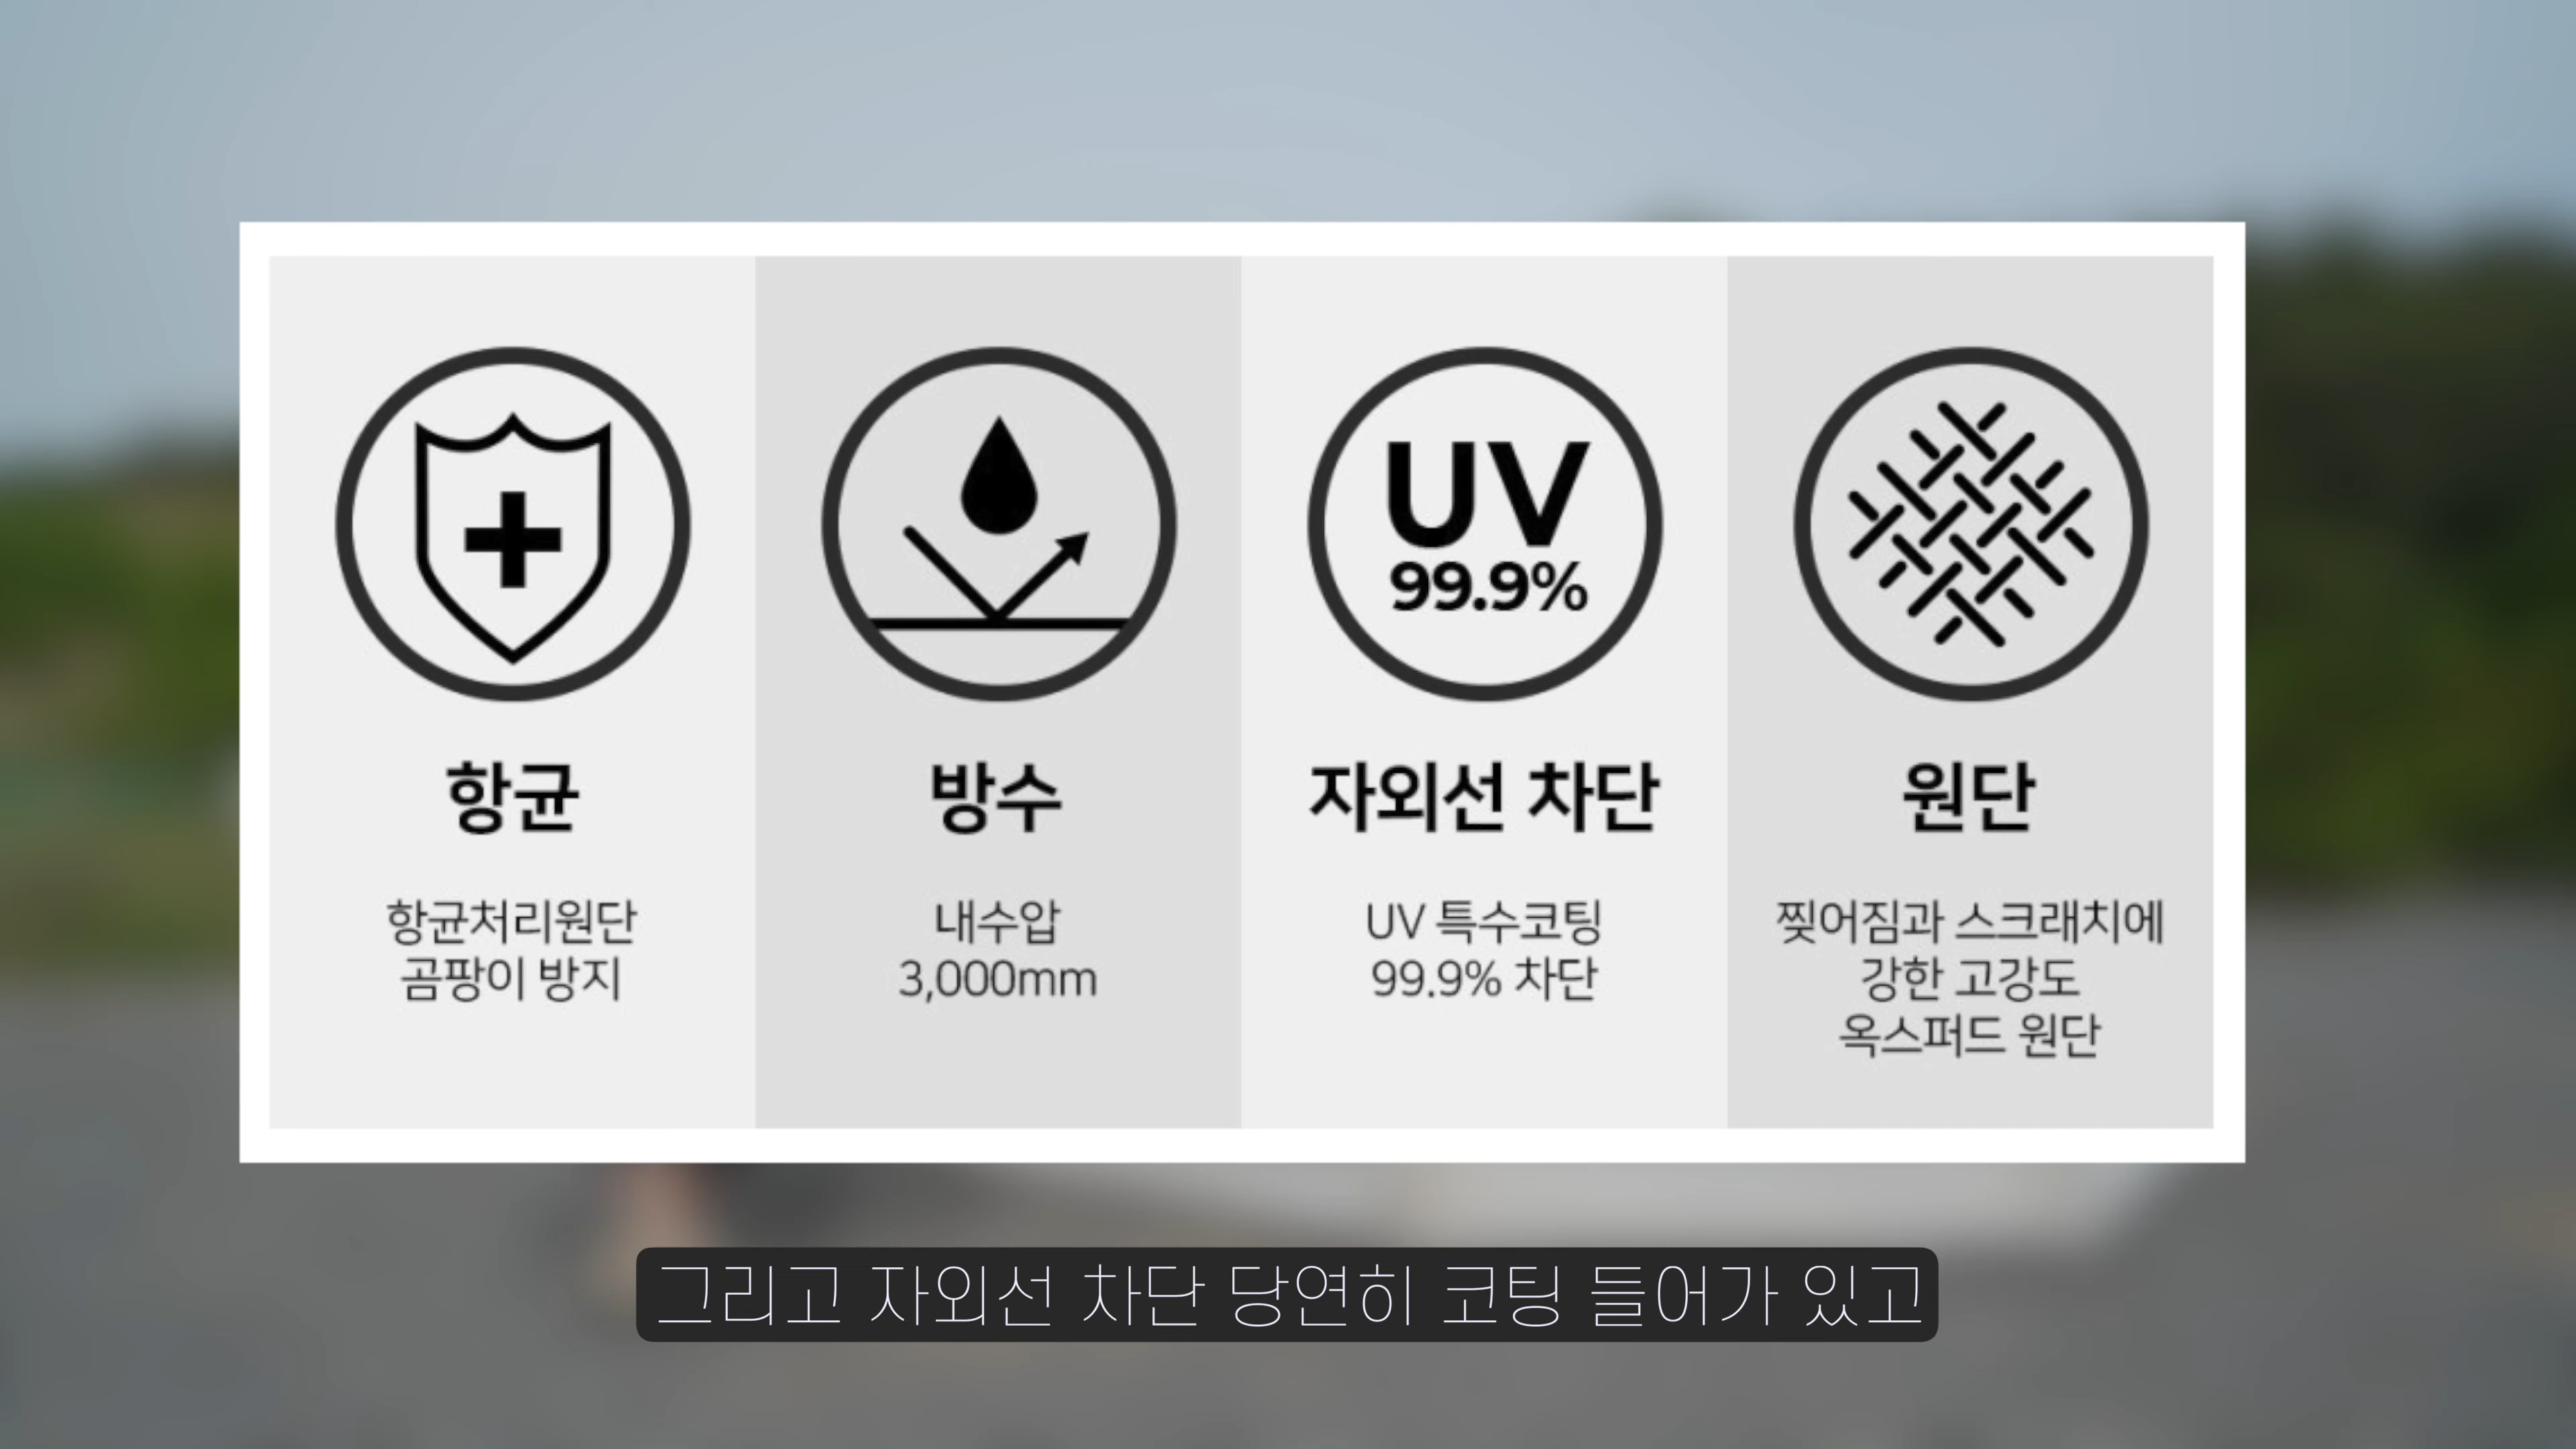 UV
99.9%
항균
방수
자외선 차단
원단
항균처리원단
곰팡이 방지
내수압
3,000mm
UV 특수코팅
99.9% 차단
찢어짐과 스크래치에
강한 고강도
옥스퍼드 원단
그리고 자외선 차단 당연히 코팅 들어가 있고